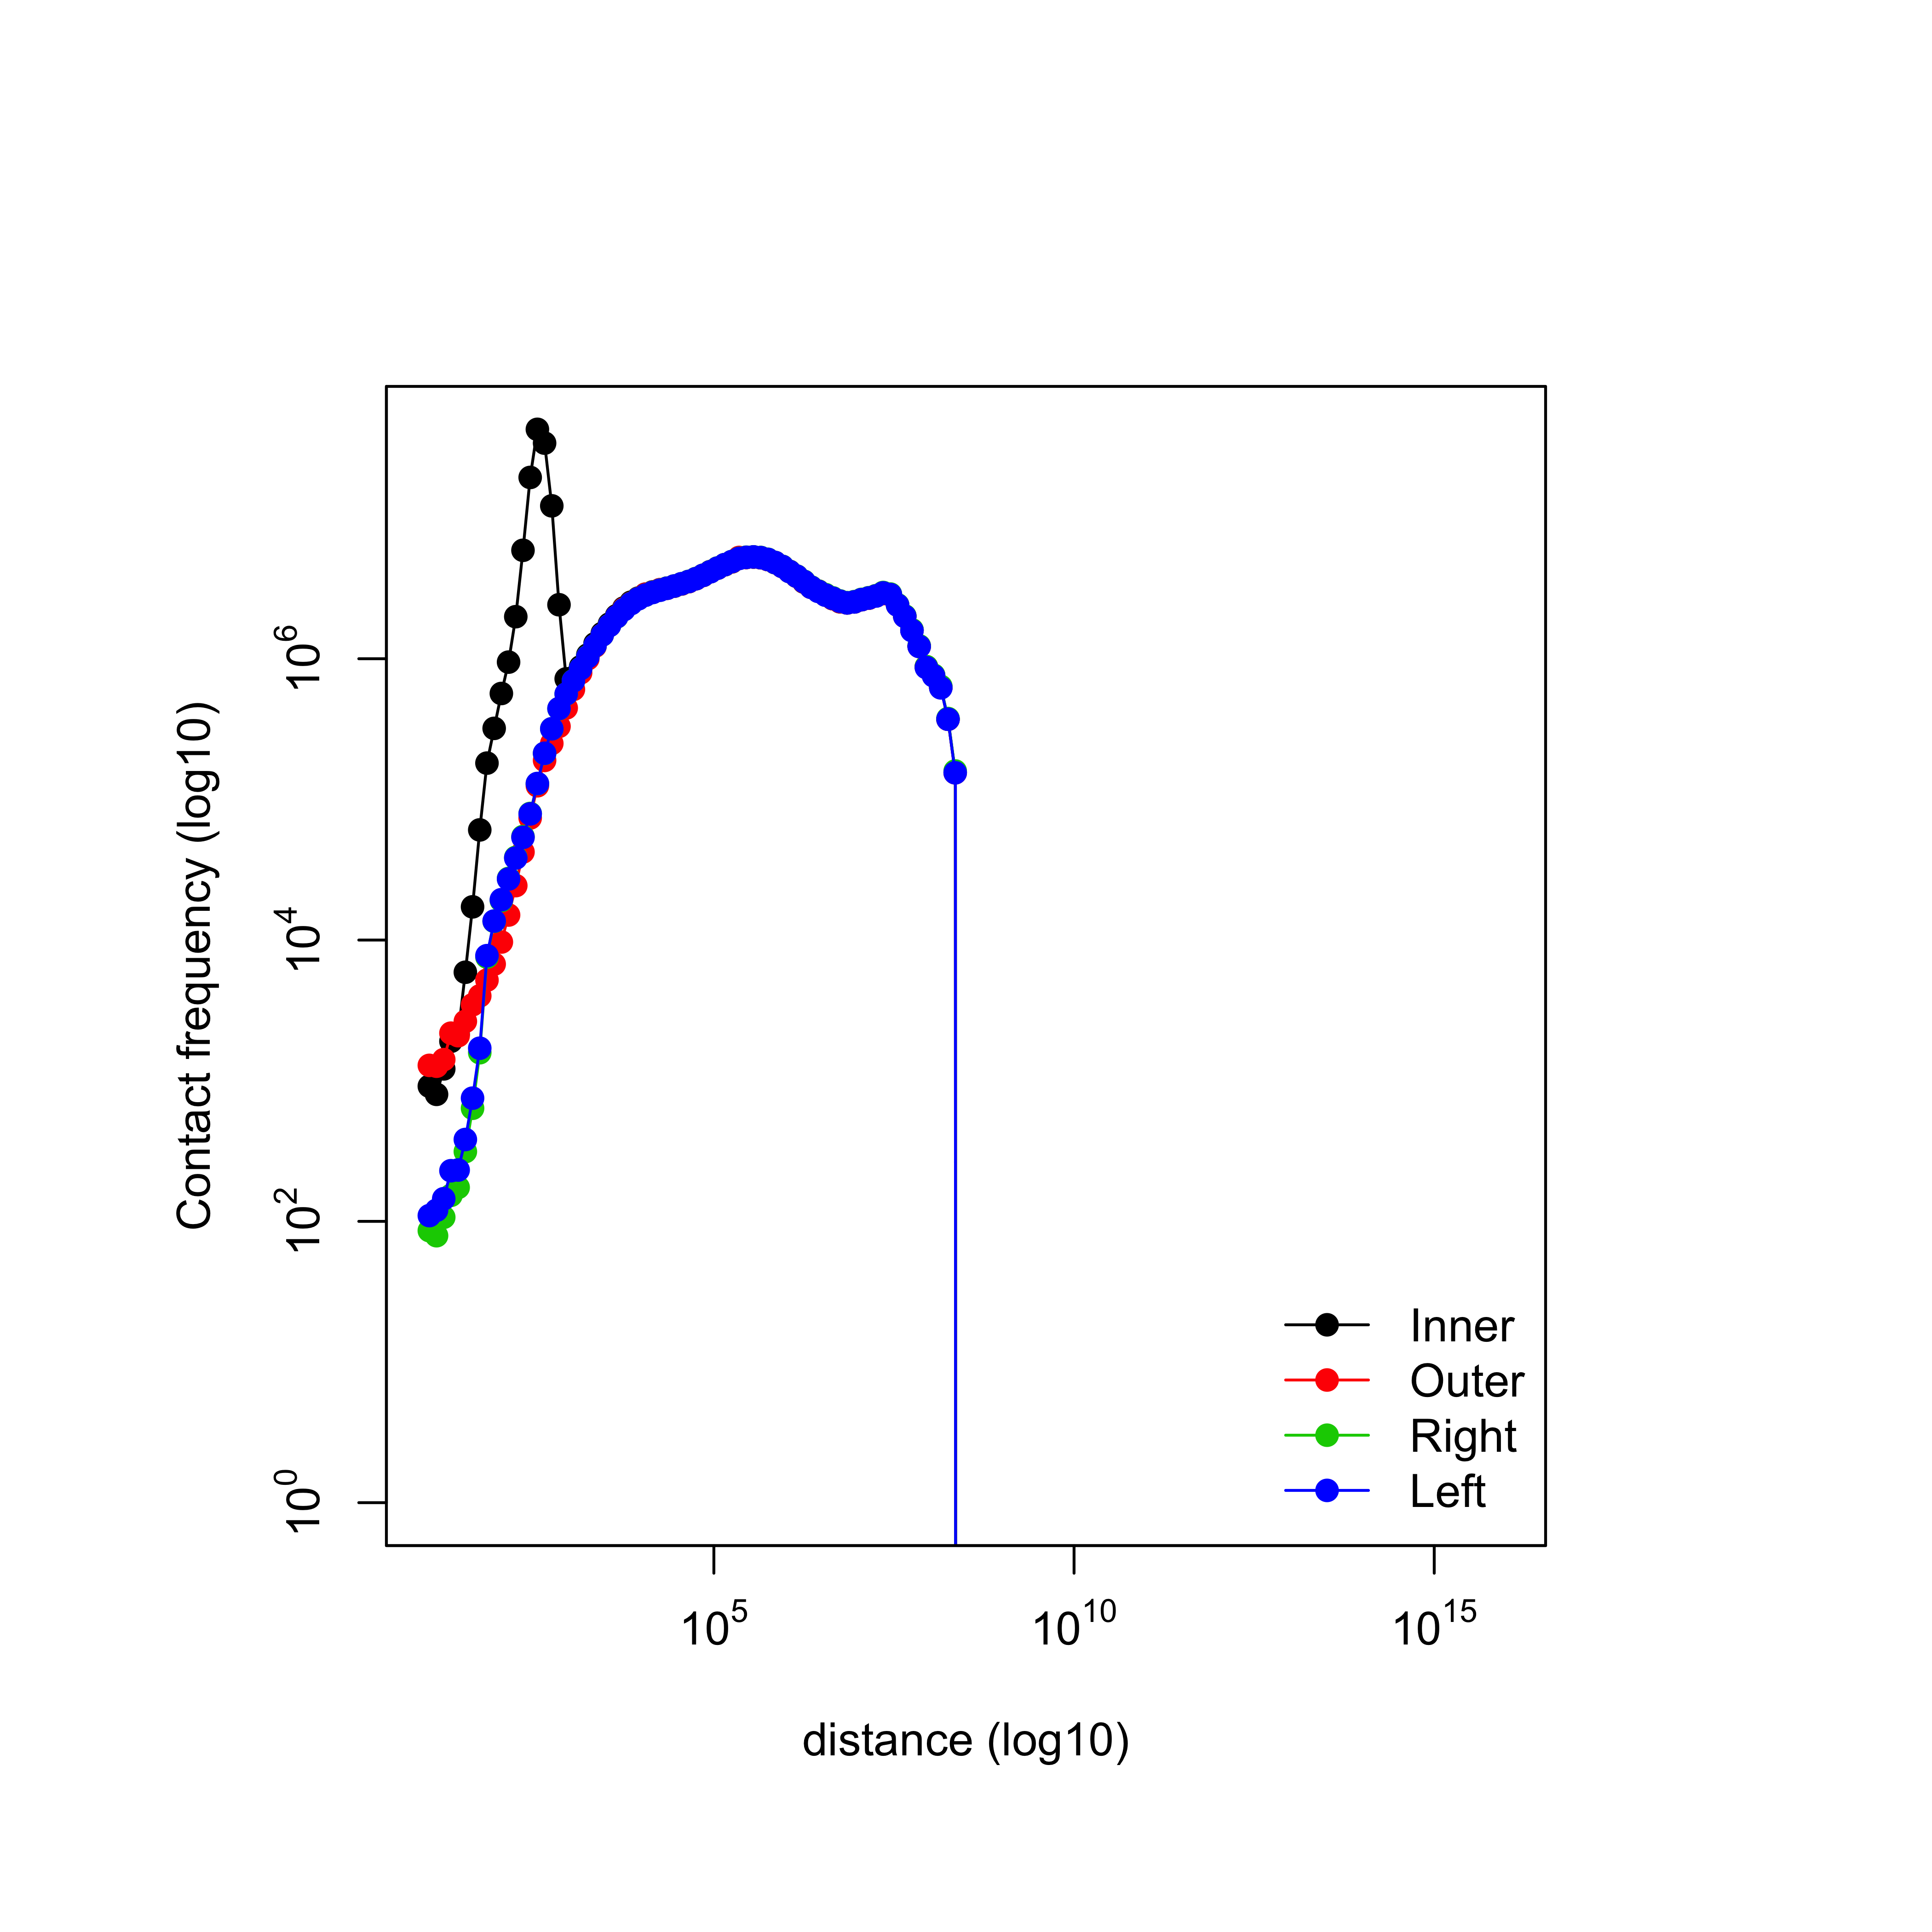 Contact frequency (log10)
10^6
10^4
10^2
10^0
Inner
Outer
Right
Left
10^5 10^10 10^15
distance (log10)